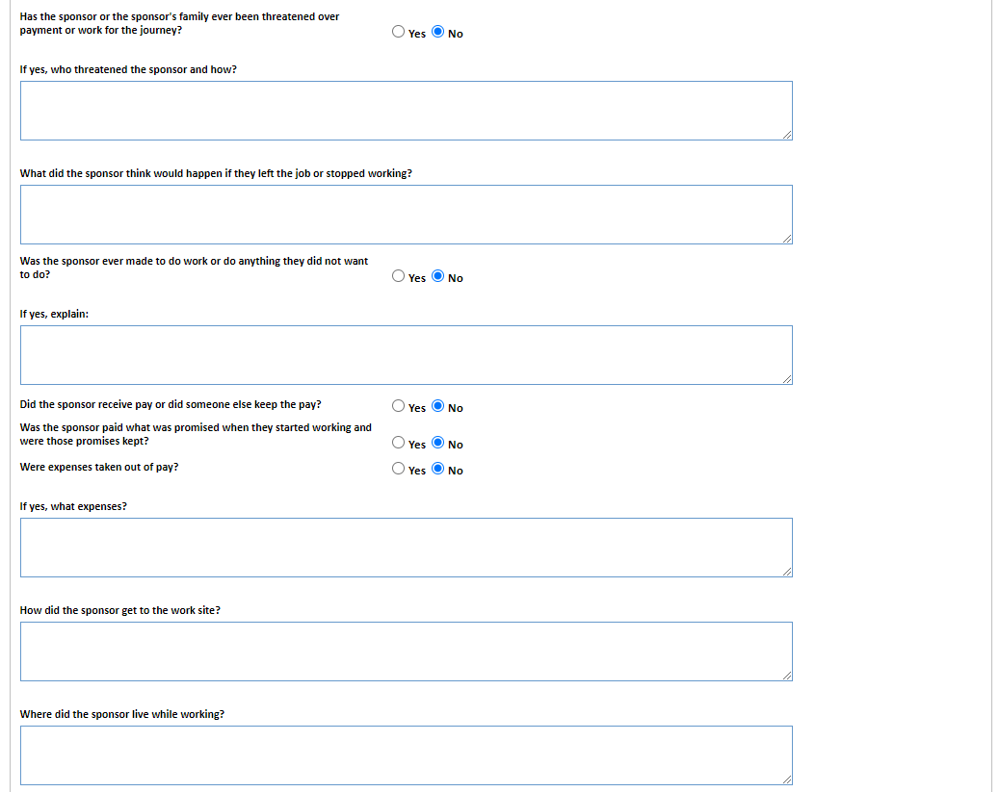 Has the sponsor or the sponsor's family ever been threatened over
payment or work for the journey?
Yes No
If yes, who threatened the sponsor and how?
What did the sponsor think would happen if they left the job or stopped working?
Was the sponsor ever made to do work or do anything they did not want
to do?
Yes No
If yes, explain:
Did the sponsor receive pay or did someone else keep the pay?
Yes No
Was the sponsor paid what was promised when they started working and
were those promises kept?
Yes No
Were expenses taken out of pay?
Yes No
If yes, what expenses?
How did the sponsor get to the work site?
Where did the sponsor live while working?